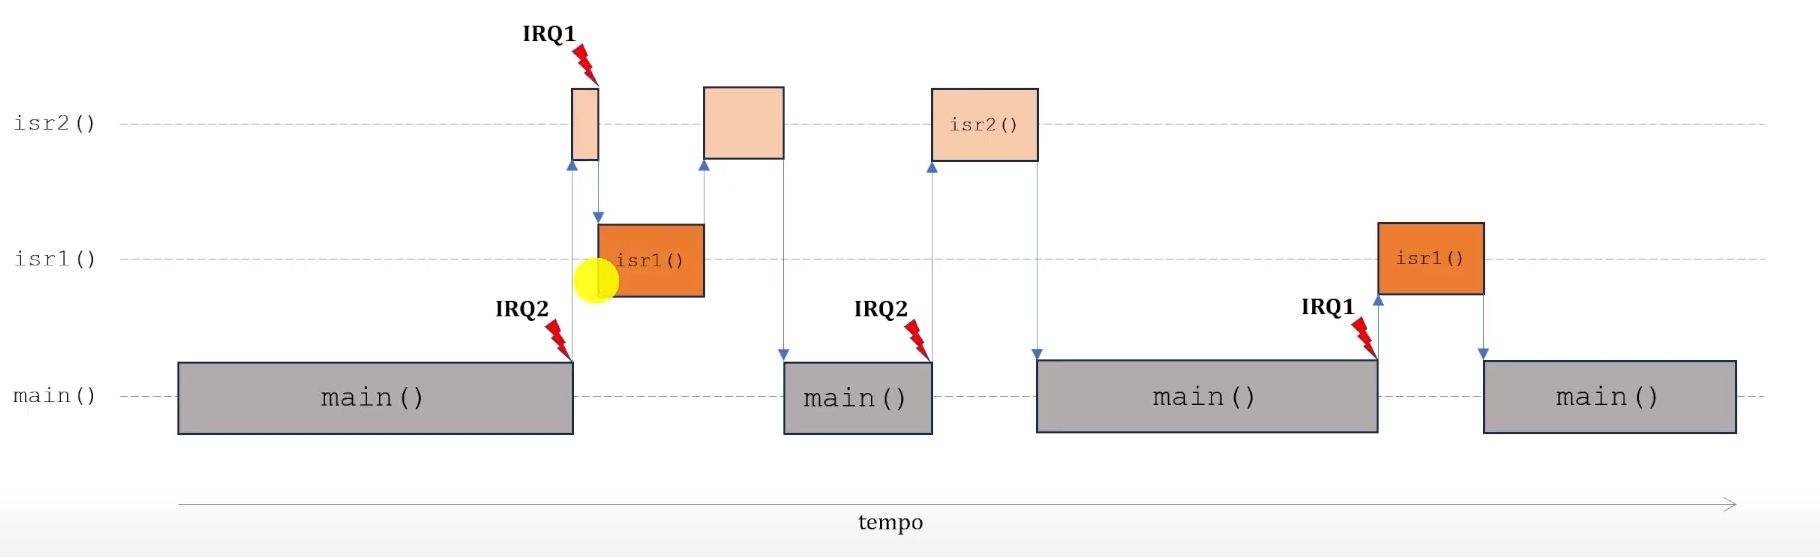 IRQ1
isr2()
isr2()
isr1()
isr1()
isr1()
IRQ2
IRQ2
IRQ1
main()
main()
main()
main()
main()
tempo